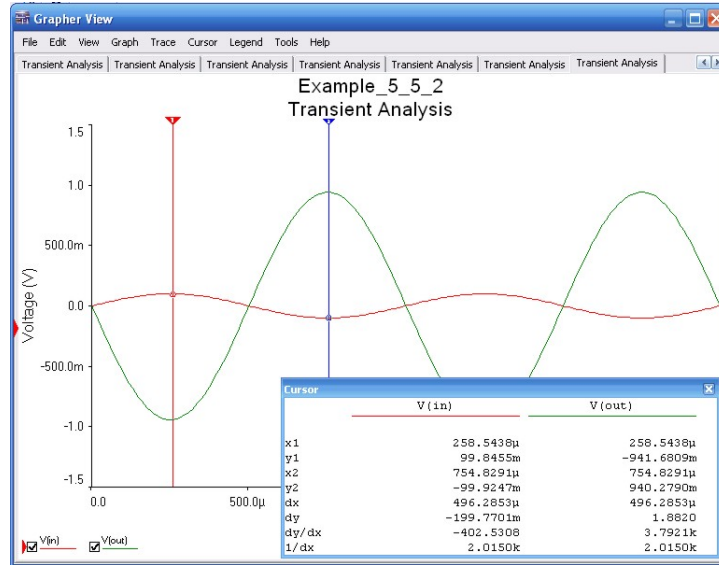 Grapher View
File Edit View Graph Trace Cursor Legend Tools Help
Transient Analysis Transient Analysis Transient Analysis Transient Analysis Transient Analysis Transient Analysis Transient Analysis
Example_5_5_2
Transient Analysis
Voltage (V)
1.5
1.0
500.0m
0.0
-500.0m
-1.0
-1.5
0.0 500.0µ
V(in) V(out)
Cursor
V(in) V(out)
x1 258.5438µ 258.5438µ
y1 99.8455m -941.6809m
x2 754.8291µ 754.8291µ
y2 -99.9247m 940.2790m
dx 496.2853µ 496.2853µ
dy -199.7701m 1.8820
dy/dx -402.5308 3.7921k
1/dx 2.0150k 2.0150k